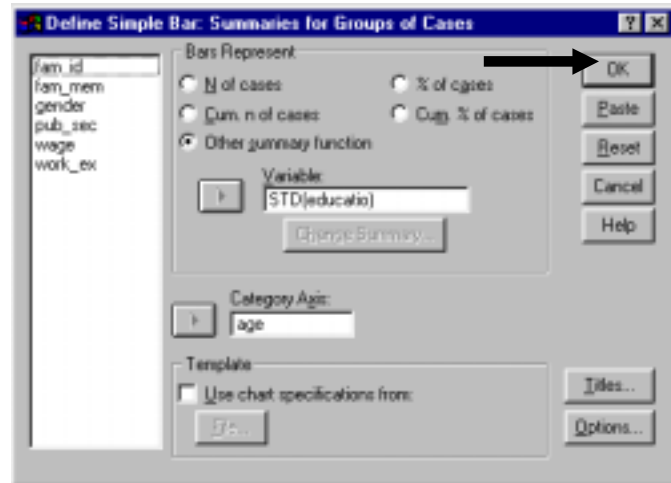 Define Simple Bar: Summaries for Groups of Cases
fam_id
fam_mem
gender
pub_sec
wage
work_ex
Bars Represent
N of cases
% of cases
Cum. n of cases
Cum. % of cases
Other summary function
Variable:
STD(educatio)
Change Summary...
Category Axis:
age
Template
Use chart specifications from:
File...
OK
Paste
Reset
Cancel
Help
Titles...
Options...